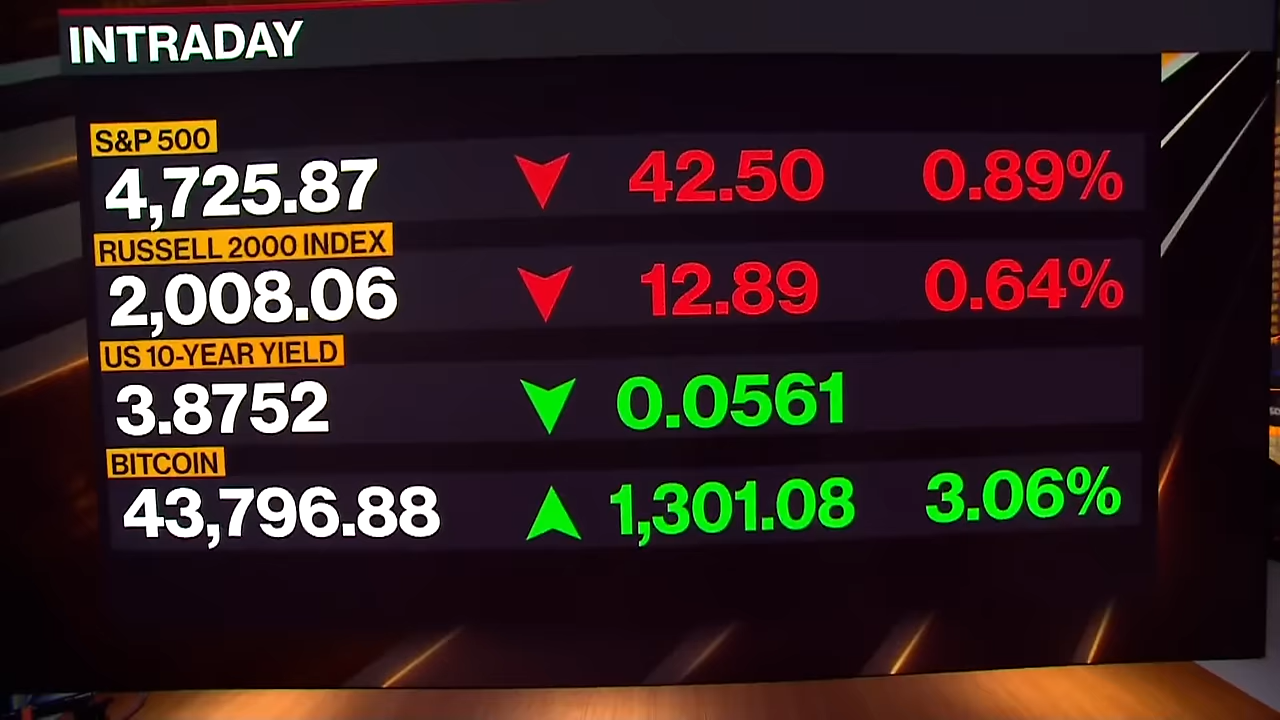 INTRADAY
S&P 500
4,725.87 42.50 0.89%
RUSSELL 2000 INDEX
2,008.06 12.89 0.64%
US 10-YEAR YIELD
3.8752 0.0561
BITCOIN
43,796.88 1,301.08 3.06%